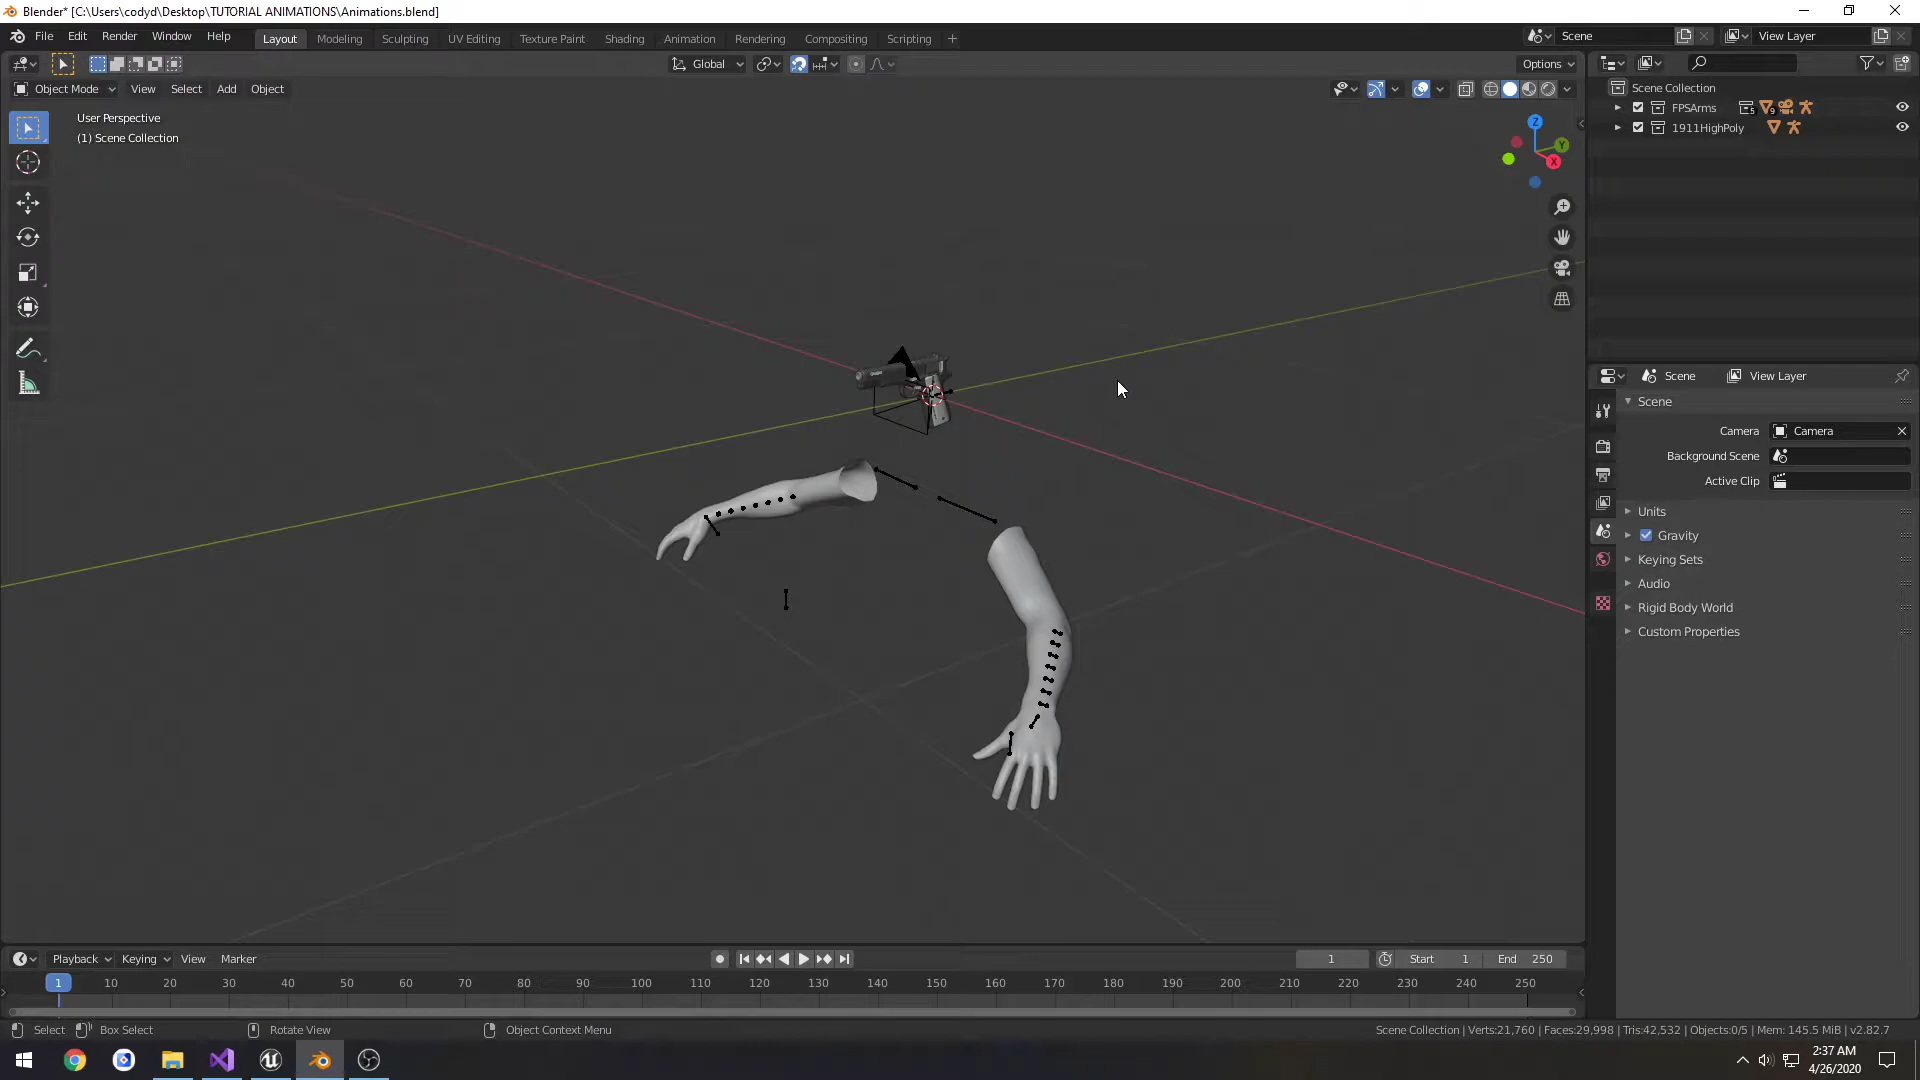 Blender* [C:\Users\codyd\Desktop\TUTORIAL ANIMATIONS\Animations.blend]
File Edit Render Window Help Layout Modeling Sculpting UV Editing Texture Paint Shading Animation Rendering Compositing Scripting + Scene View Layer
Global Options
Object Mode View Select Add Object
User Perspective
(1) Scene Collection
Z
Y
X
Scene Collection
FPSArms 5 9
1911HighPoly
Scene View Layer
Scene
Camera Camera
Background Scene
Active Clip
Units
Gravity
Keying Sets
Audio
Rigid Body World
Custom Properties
Playback Keying View Marker 1 Start 1 End 250
1 10 20 30 40 50 60 70 80 90 100 110 120 130 140 150 160 170 180 190 200 210 220 230 240 250
Select Box Select Rotate View Object Context Menu Scene Collection | Verts:21,760 | Faces:29,998 | Tris:42,532 | Objects:0/5 | Mem: 145.5 MiB | v2.82.7
2:37 AM
4/26/2020